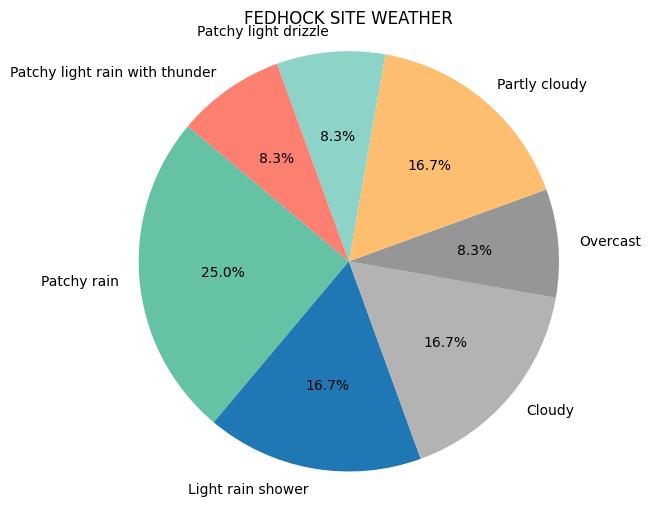 FEDHOCK SITE WEATHER
Patchy light drizzle
Patchy light rain with thunder
Partly cloudy
8.3%
8.3%
16.7%
Overcast
8.3%
Patchy rain
25.0%
16.7%
16.7%
Cloudy
Light rain shower